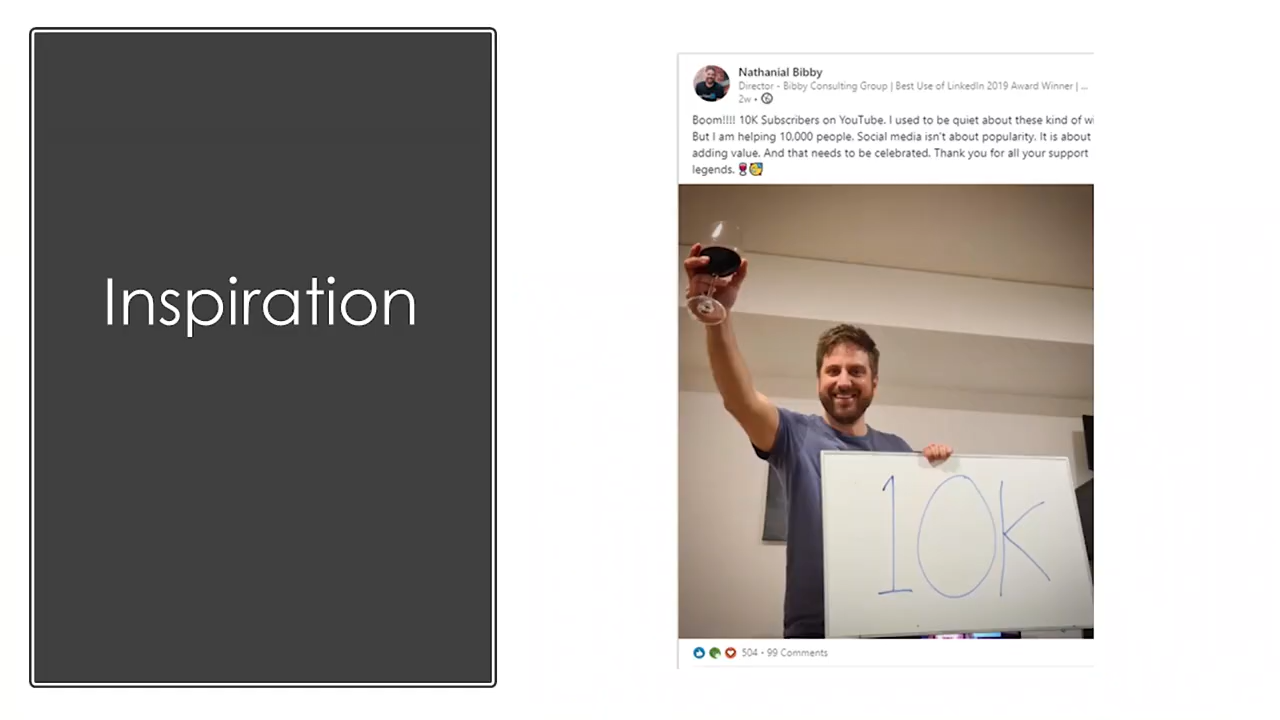 Inspiration
Nathanial Bibby
Director - Bibby Consulting Group | Best Use of LinkedIn 2019 Award Winner | ...
2w •
Boom!!!! 10K Subscribers on YouTube. I used to be quiet about these kind of wi
But I am helping 10,000 people. Social media isn't about popularity. It is about
adding value. And that needs to be celebrated. Thank you for all your support
legends. 🍷🥳
10K
504 • 99 Comments